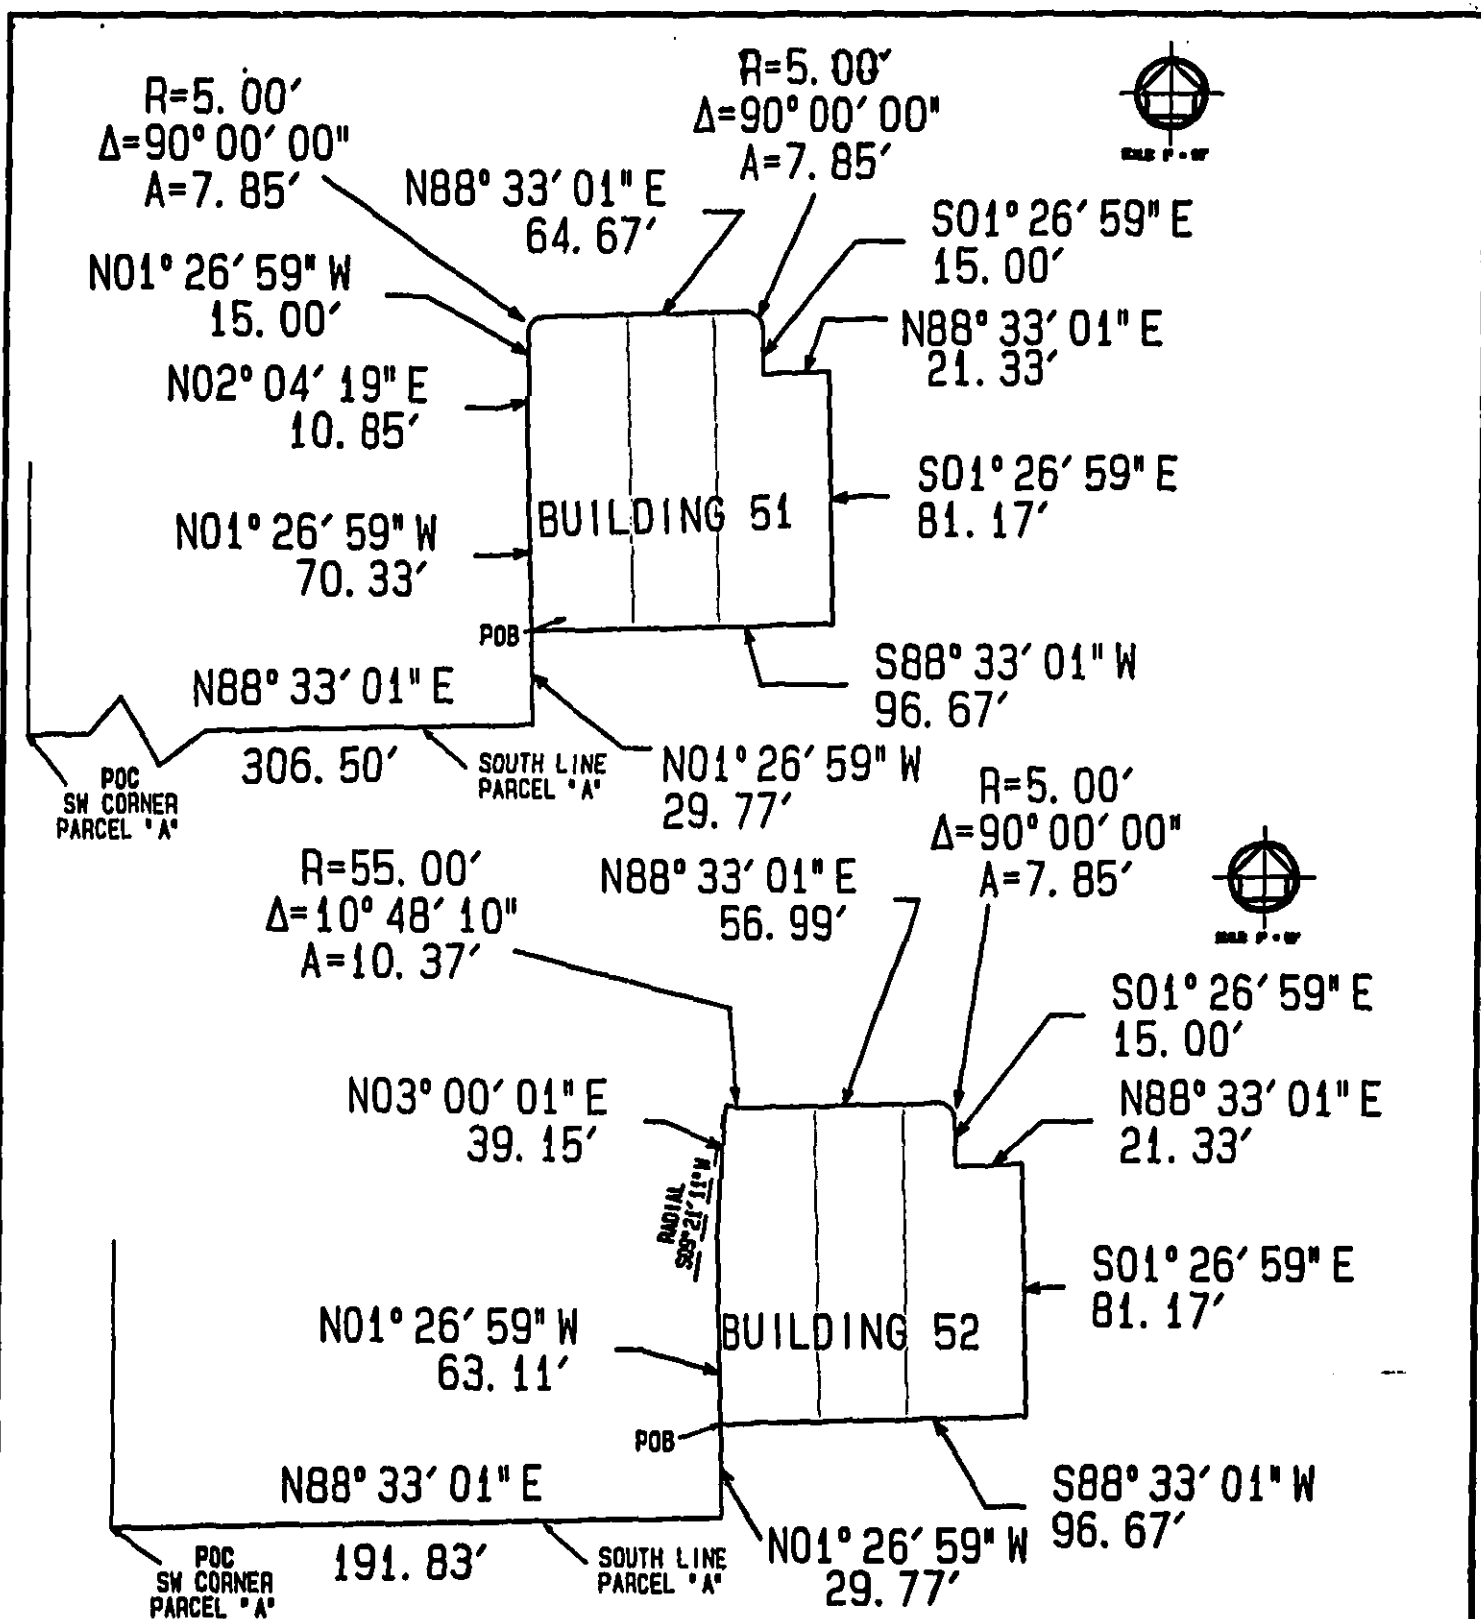 R=5.00'
Δ=90°00'00"
A=7.85'
R=5.00'
Δ=90°00'00"
A=7.85'
N88°33'01"E
64.67'
S01°26'59"E
15.00'
N01°26'59"W
15.00'
N88°33'01"E
21.33'
N02°04'19"E
10.85'
S01°26'59"E
81.17'
BUILDING 51
N01°26'59"W
70.33'
POB
S88°33'01"W
96.67'
N88°33'01"E
306.50'
SOUTH LINE
PARCEL "A"
N01°26'59"W
29.77'
POC
SW CORNER
PARCEL "A"
R=5.00'
Δ=90°00'00"
A=7.85'
R=55.00'
Δ=10°48'10"
A=10.37'
N88°33'01"E
56.99'
S01°26'59"E
15.00'
N03°00'01"E
39.15'
N88°33'01"E
21.33'
RADIAL
S09°21'11"W
S01°26'59"E
81.17'
N01°26'59"W
63.11'
BUILDING 52
POB
N88°33'01"E
191.83'
S88°33'01"W
96.67'
N01°26'59"W
29.77'
SOUTH LINE
PARCEL "A"
POC
SW CORNER
PARCEL "A"